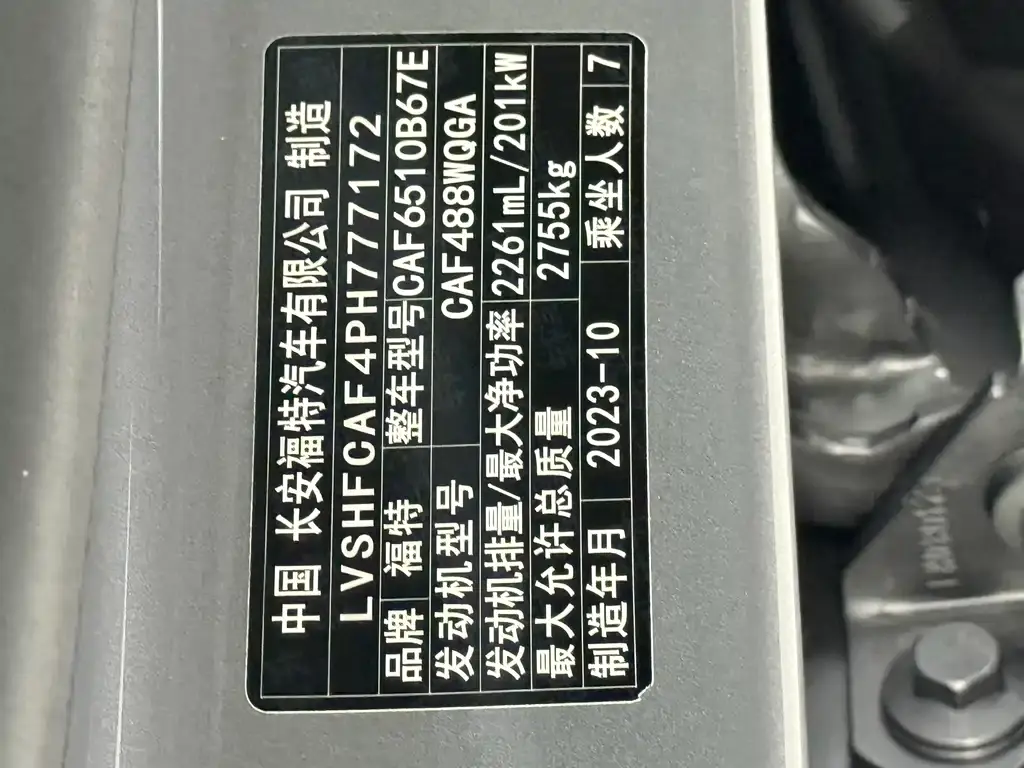 中国 长安福特汽车有限公司 制造
LVSHFCAF4PH777172
品牌 福特 整车型号 CAF6510B67E
发动机型号 CAF488WQGA
发动机排量/最大净功率 2261mL/201kW
最大允许总质量 2755kg
制造年月 2023-10 乘坐人数 7